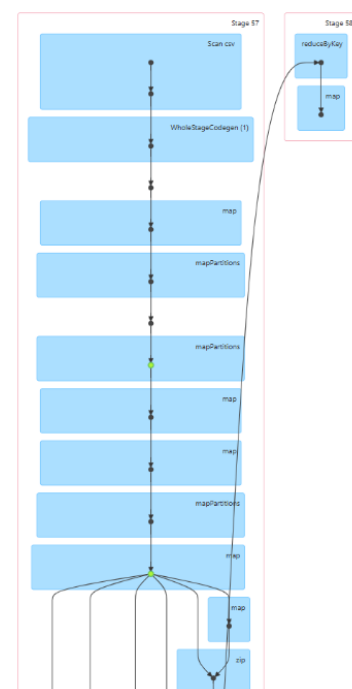 Stage 57
Scan csv
WholeStageCodegen (1)
map
mapPartitions
mapPartitions
map
map
mapPartitions
map
map
zip
Stage 58
reduceByKey
map